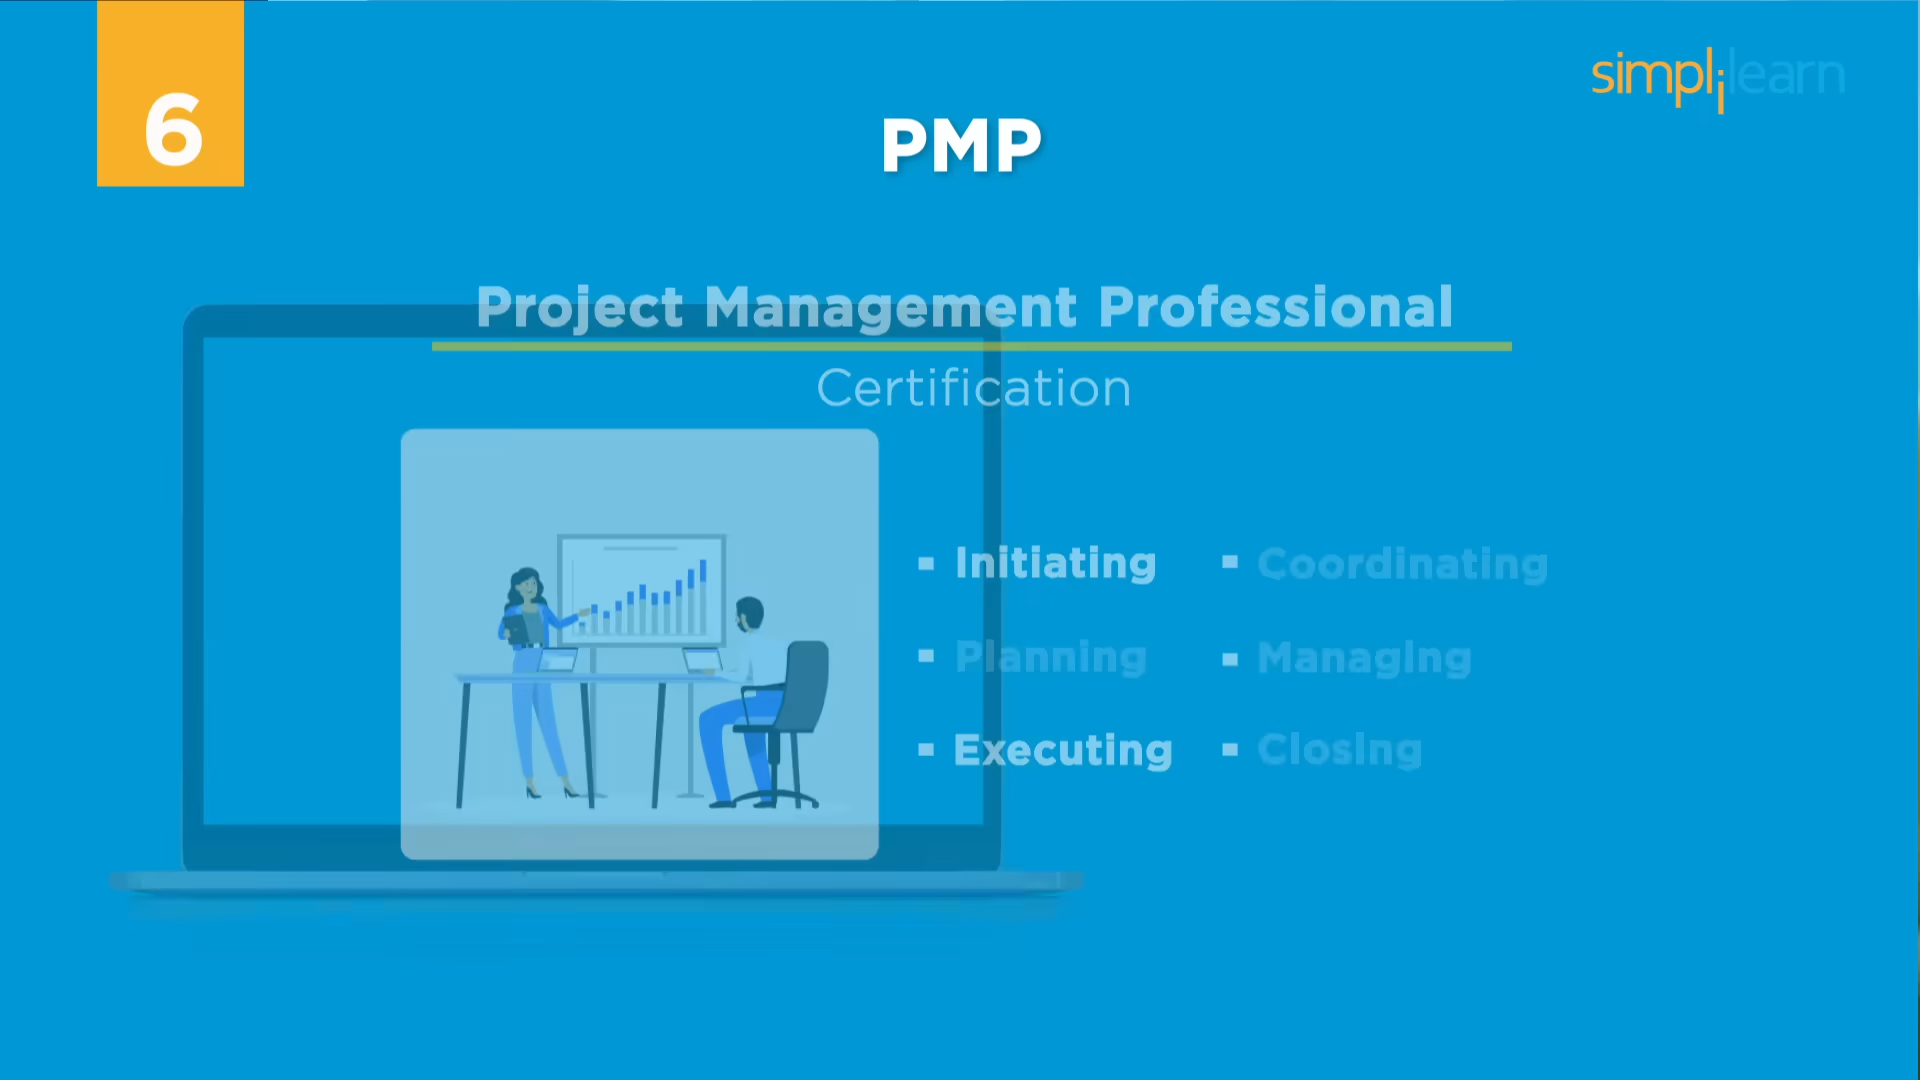 6
simplilearn
PMP
Project Management Professional
Certification
Initiating
Planning
Executing
Coordinating
Managing
Closing